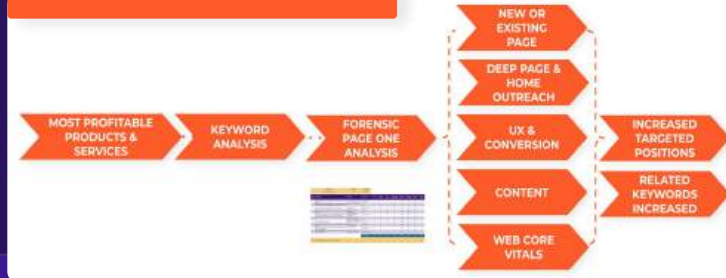 MOST PROFITABLE
PRODUCTS &
SERVICES
KEYWORD
ANALYSIS
FORENSIC
PAGE ONE
ANALYSIS
NEW OR
EXISTING
PAGE
DEEP PAGE &
HOME
OUTREACH
UX &
CONVERSION
CONTENT
WEB CORE
VITALS
INCREASED
TARGETED
POSITIONS
RELATED
KEYWORDS
INCREASED